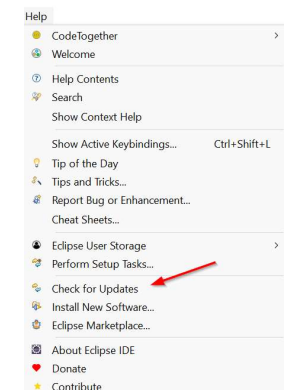 Help
CodeTogether
Welcome
Help Contents
Search
Show Context Help
Show Active Keybindings... Ctrl+Shift+L
Tip of the Day
Tips and Tricks...
Report Bug or Enhancement...
Cheat Sheets...
Eclipse User Storage
Perform Setup Tasks...
Check for Updates
Install New Software...
Eclipse Marketplace...
About Eclipse IDE
Donate
Contribute